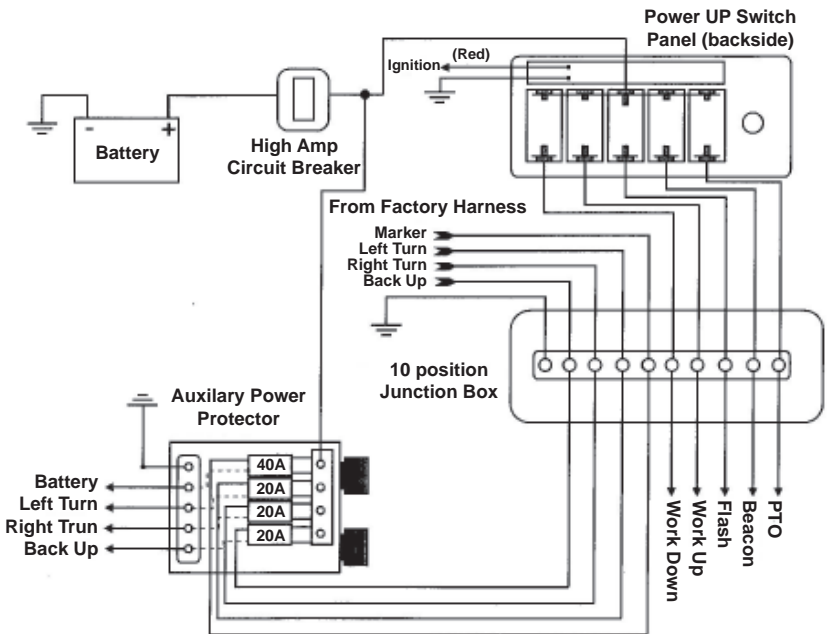 Power UP Switch
Panel (backside)
(Red)
Ignition
- +
Battery
High Amp
Circuit Breaker
From Factory Harness
Marker
Left Turn
Right Turn
Back Up
10 position
Junction Box
Auxilary Power
Protector
40A
20A
20A
20A
Battery
Left Turn
Right Trun
Back Up
Work Down
Work Up
Flash
Beacon
PTO